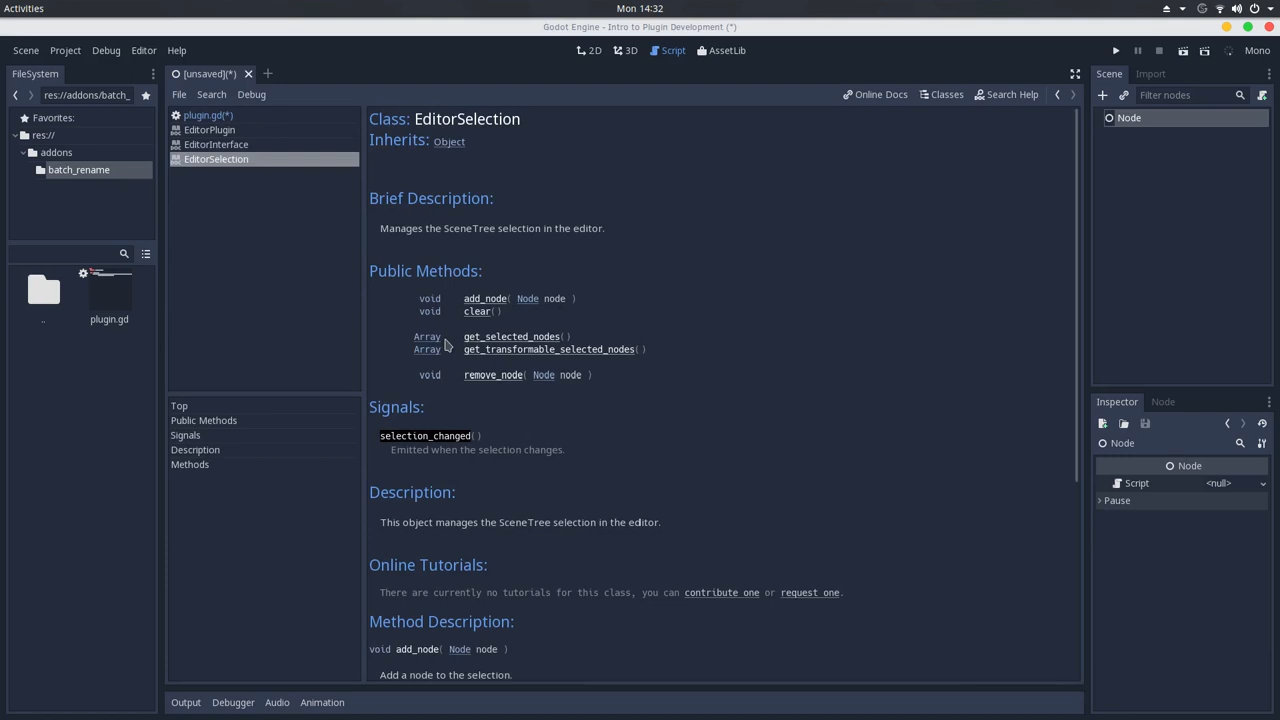 Activities
Mon 14:32
Godot Engine - Intro to Plugin Development (*)
Scene Project Debug Editor Help
2D 3D Script AssetLib
Mono
FileSystem
[unsaved](*)
Scene Import
res://addons/batch_
File Search Debug
Online Docs Classes Search Help
Filter nodes
Favorites:
res://
addons
batch_rename
plugin.gd(*)
EditorPlugin
EditorInterface
EditorSelection
Node
..
plugin.gd
Top
Public Methods
Signals
Description
Methods
Class: EditorSelection
Inherits: Object
Brief Description:
Manages the SceneTree selection in the editor.
Public Methods:
void add_node( Node node )
void clear()
Array get_selected_nodes()
Array get_transformable_selected_nodes()
void remove_node( Node node )
Signals:
selection_changed()
Emitted when the selection changes.
Description:
This object manages the SceneTree selection in the editor.
Online Tutorials:
There are currently no tutorials for this class, you can contribute one or request one.
Method Description:
void add_node( Node node )
Add a node to the selection.
Inspector Node
Node
Node
Script <null>
Pause
Output Debugger Audio Animation